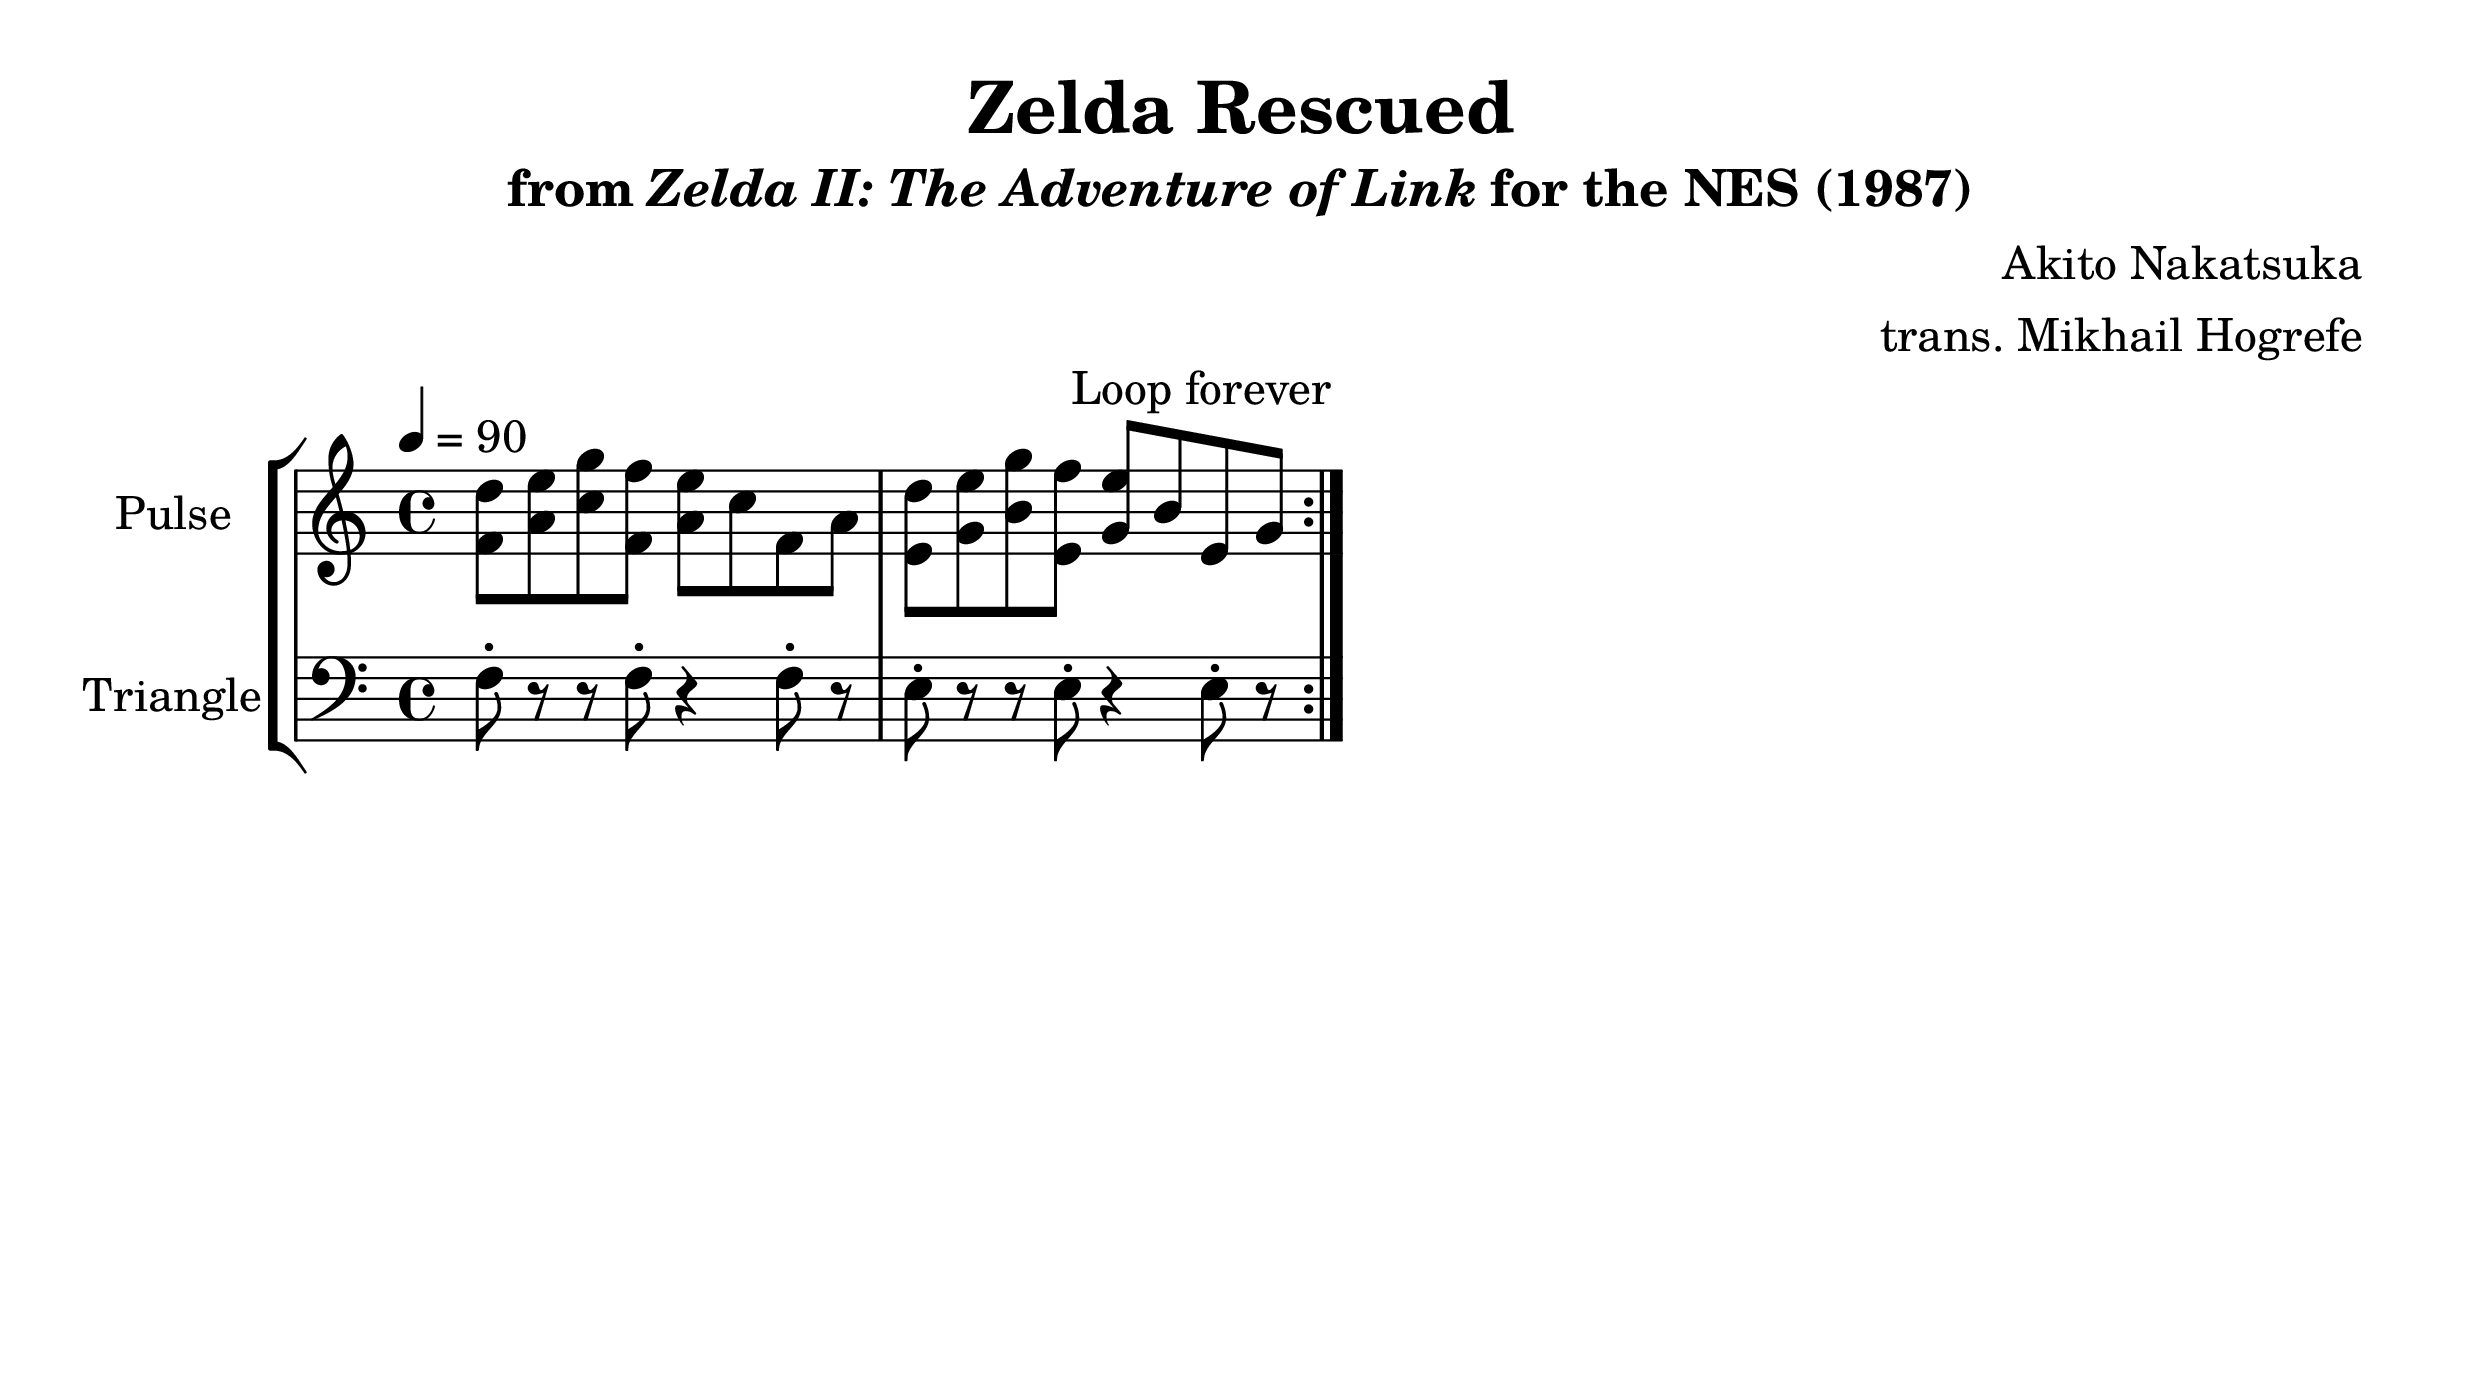 Zelda Rescued
from Zelda II: The Adventure of Link for the NES (1987)
Akito Nakatsuka
trans. Mikhail Hogrefe
Loop forever
= 90
Pulse
Triangle